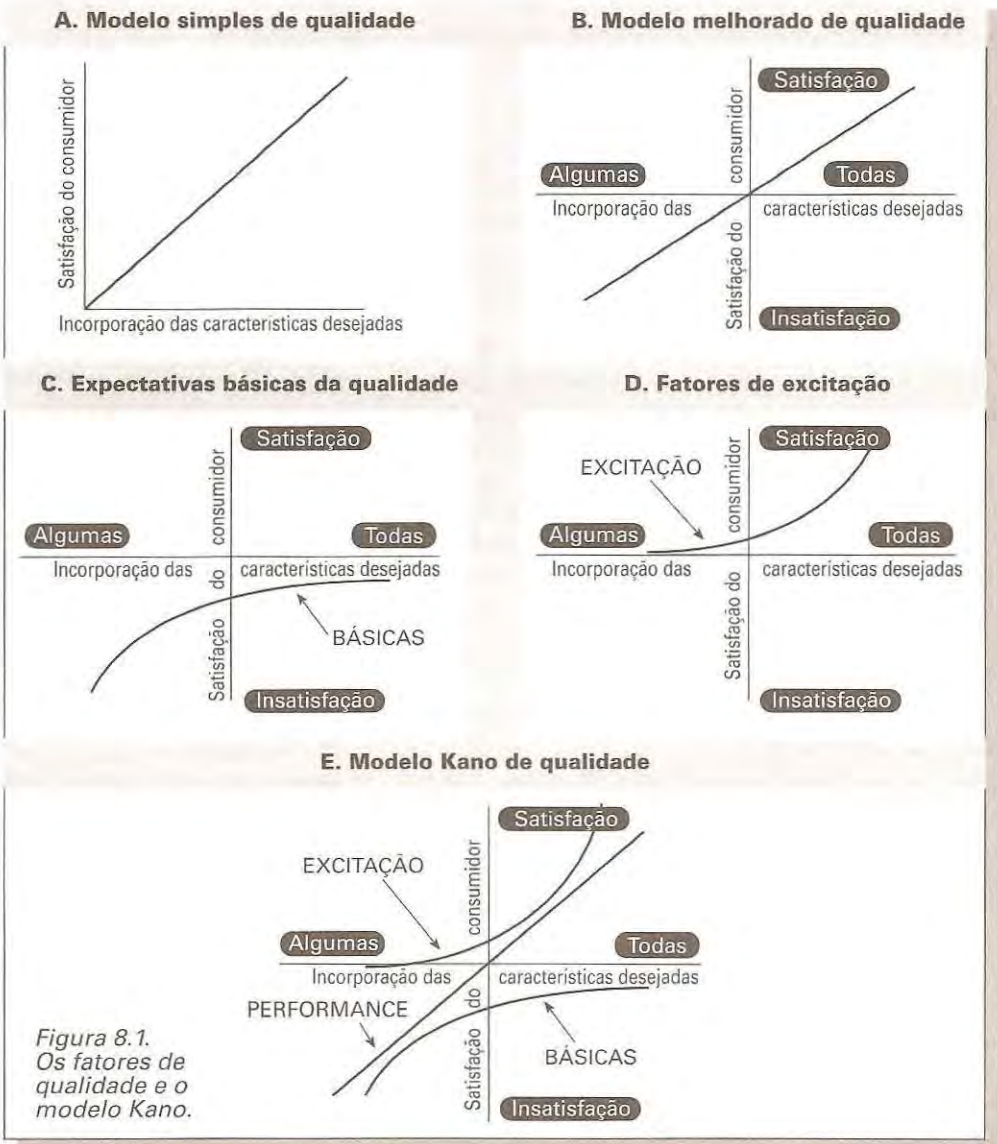 A. Modelo simples de qualidade
Satisfação do consumidor
Incorporação das características desejadas
B. Modelo melhorado de qualidade
Satisfação
consumidor
Algumas
Todas
Incorporação das características desejadas
Satisfação do
Insatisfação
C. Expectativas básicas da qualidade
Satisfação
consumidor
Algumas
Todas
Incorporação das características desejadas
do
BÁSICAS
Satisfação
Insatisfação
D. Fatores de excitação
Satisfação
EXCITAÇÃO
consumidor
Algumas
Todas
Incorporação das características desejadas
Satisfação do
Insatisfação
E. Modelo Kano de qualidade
Satisfação
EXCITAÇÃO
consumidor
Algumas
Todas
Incorporação das características desejadas
PERFORMANCE
do
BÁSICAS
Satisfação
Insatisfação
Figura 8.1.
Os fatores de
qualidade e o
modelo Kano.